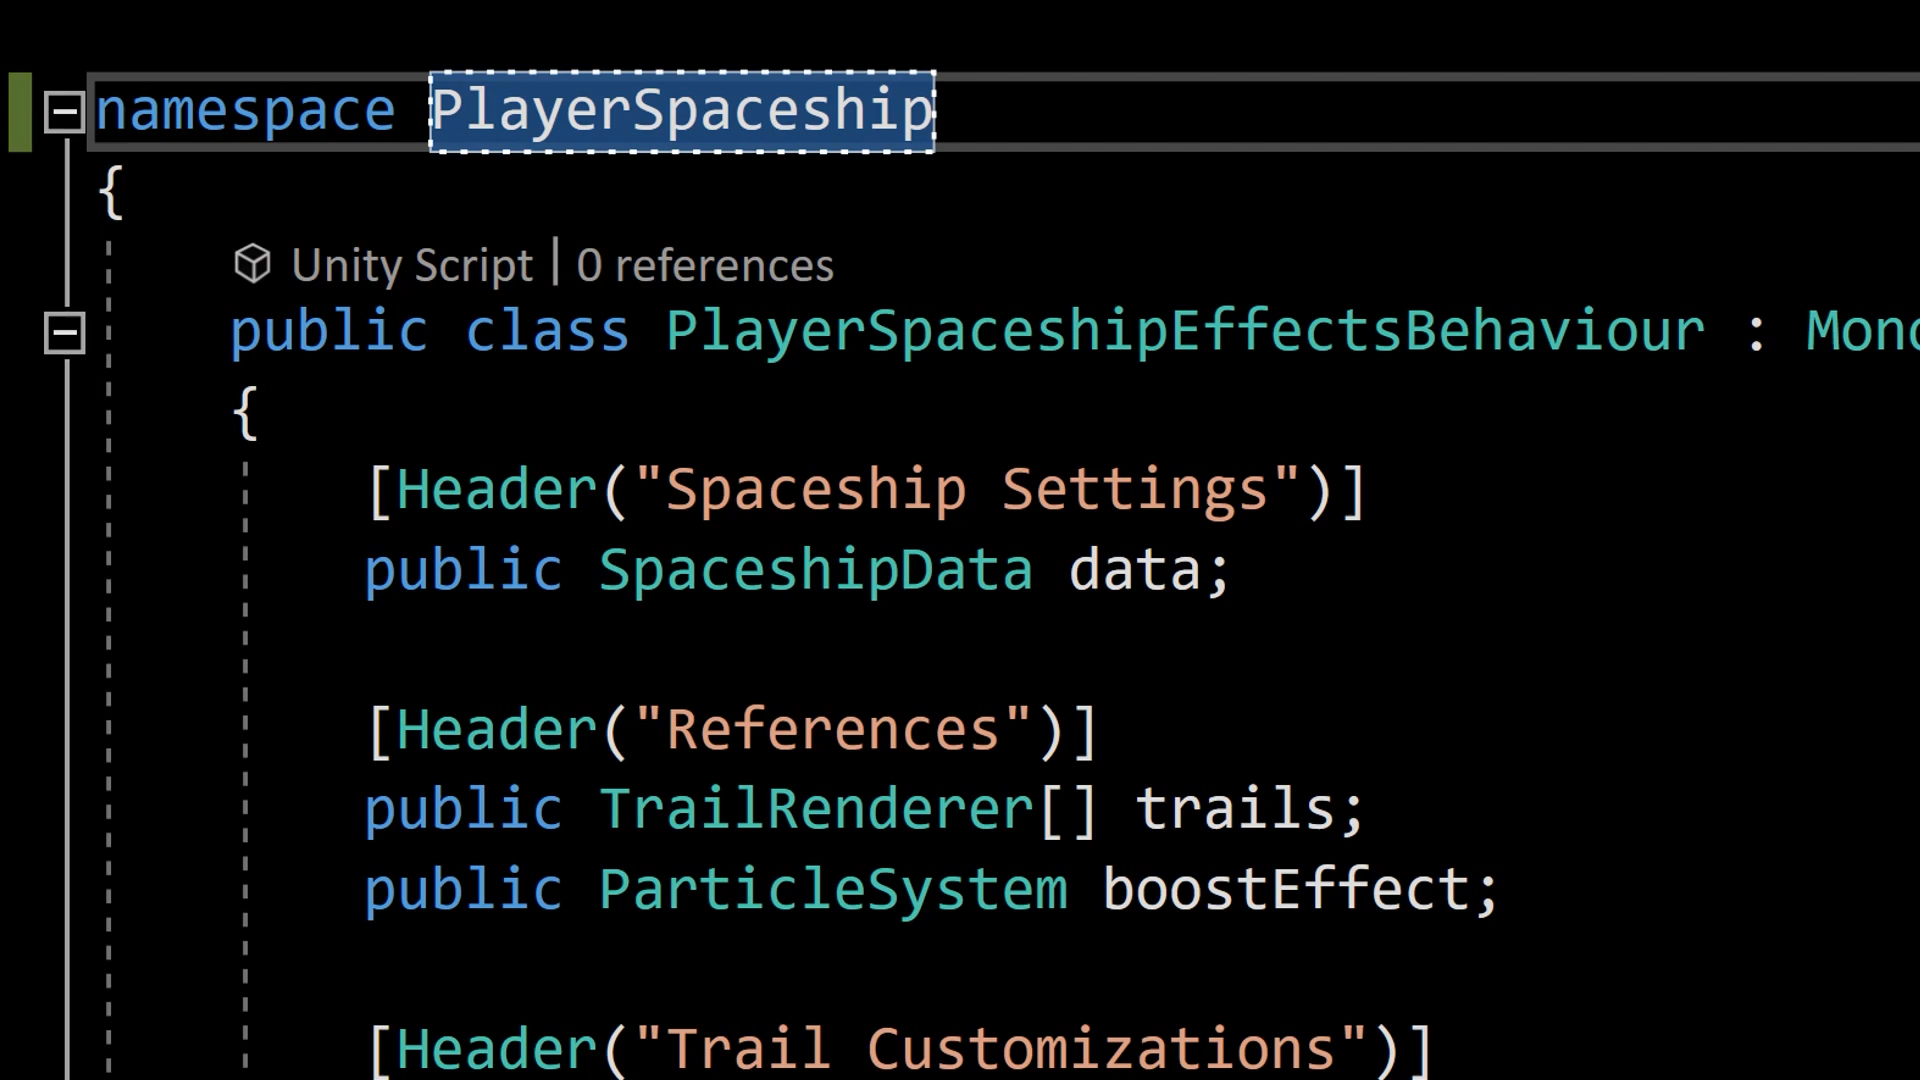 namespace PlayerSpaceship
{
Unity Script | 0 references
public class PlayerSpaceshipEffectsBehaviour :
{
[Header("Spaceship Settings")]
public SpaceshipData data;
[Header("References")]
public TrailRenderer[] trails;
public ParticleSystem boostEffect;
[Header("Trail Customizations")]